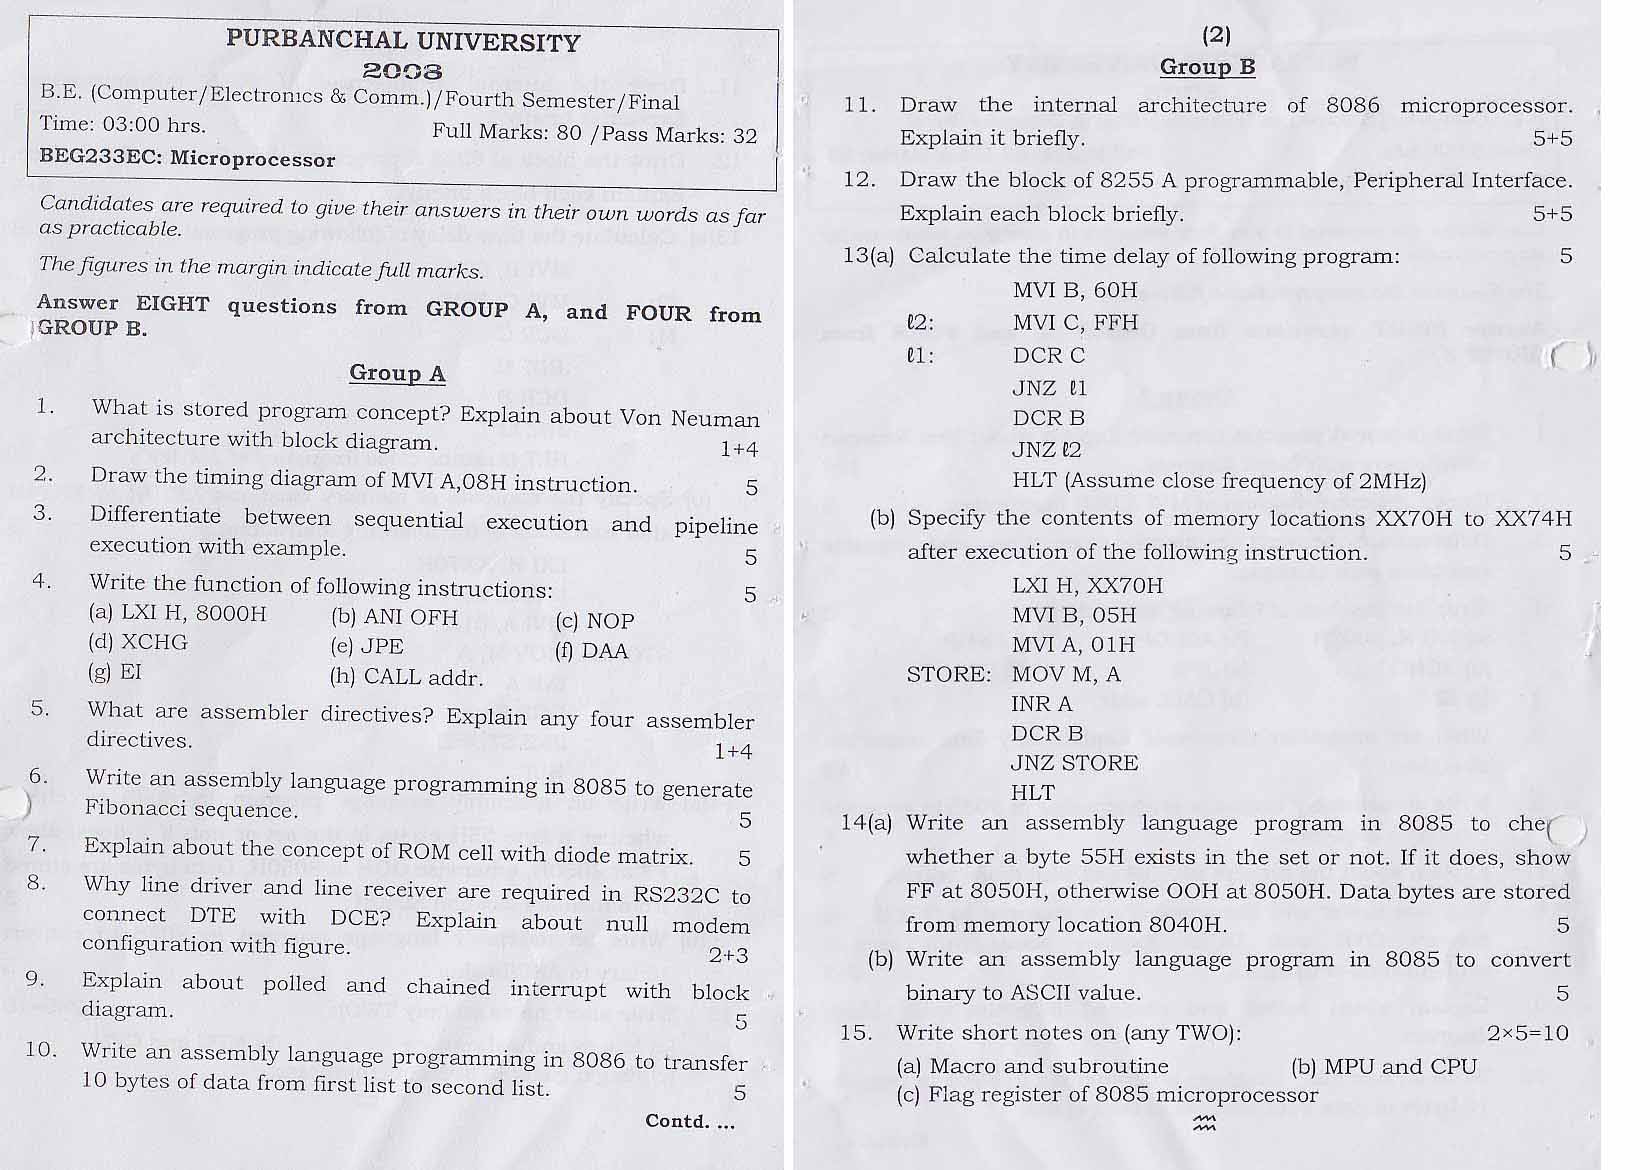 PURBANCHAL UNIVERSITY
2008
B.E. (Computer/Electronics & Comm.)/Fourth Semester/Final
Time: 03:00 hrs. Full Marks: 80 /Pass Marks: 32
BEG233EC: Microprocessor
Candidates are required to give their answers in their own words as far
as practicable.
The figures in the margin indicate full marks.
Answer EIGHT questions from GROUP A, and FOUR from
GROUP B.
Group A
1. What is stored program concept? Explain about Von Neuman
architecture with block diagram. 1+4
2. Draw the timing diagram of MVI A,08H instruction. 5
3. Differentiate between sequential execution and pipeline
execution with example. 5
4. Write the function of following instructions: 5
(a) LXI H, 8000H (b) ANI OFH (c) NOP
(d) XCHG (e) JPE (f) DAA
(g) EI (h) CALL addr.
5. What are assembler directives? Explain any four assembler
directives. 1+4
6. Write an assembly language programming in 8085 to generate
Fibonacci sequence. 5
7. Explain about the concept of ROM cell with diode matrix. 5
8. Why line driver and line receiver are required in RS232C to
connect DTE with DCE? Explain about null modem
configuration with figure. 2+3
9. Explain about polled and chained interrupt with block
diagram. 5
10. Write an assembly language programming in 8086 to transfer
10 bytes of data from first list to second list. 5
Contd. ...
(2)
Group B
11. Draw the internal architecture of 8086 microprocessor.
Explain it briefly. 5+5
12. Draw the block of 8255 A programmable, Peripheral Interface.
Explain each block briefly. 5+5
13(a) Calculate the time delay of following program: 5
MVI B, 60H
ℓ2: MVI C, FFH
ℓ1: DCR C
JNZ ℓ1
DCR B
JNZ ℓ2
HLT (Assume close frequency of 2MHz)
(b) Specify the contents of memory locations XX70H to XX74H
after execution of the following instruction. 5
LXI H, XX70H
MVI B, 05H
MVI A, 01H
STORE: MOV M, A
INR A
DCR B
JNZ STORE
HLT
14(a) Write an assembly language program in 8085 to che
whether a byte 55H exists in the set or not. If it does, show
FF at 8050H, otherwise OOH at 8050H. Data bytes are stored
from memory location 8040H. 5
(b) Write an assembly language program in 8085 to convert
binary to ASCII value. 5
15. Write short notes on (any TWO): 2×5=10
(a) Macro and subroutine (b) MPU and CPU
(c) Flag register of 8085 microprocessor